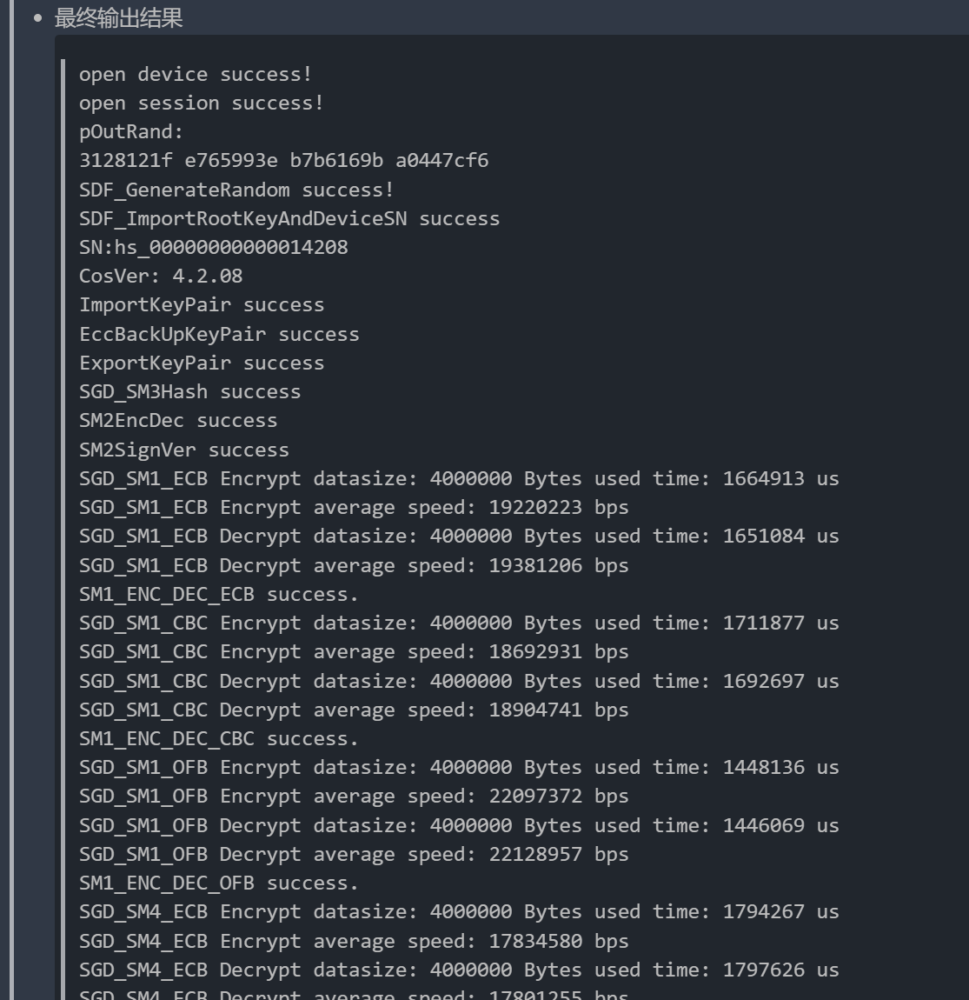 最终输出结果
open device success!
open session success!
pOutRand:
3128121f e765993e b7b6169b a0447cf6
SDF_GenerateRandom success!
SDF_ImportRootKeyAndDeviceSN success
SN:hs_00000000000014208
CosVer: 4.2.08
ImportKeyPair success
EccBackUpKeyPair success
ExportKeyPair success
SGD_SM3Hash success
SM2EncDec success
SM2SignVer success
SGD_SM1_ECB Encrypt datasize: 4000000 Bytes used time: 1664913 us
SGD_SM1_ECB Encrypt average speed: 19220223 bps
SGD_SM1_ECB Decrypt datasize: 4000000 Bytes used time: 1651084 us
SGD_SM1_ECB Decrypt average speed: 19381206 bps
SM1_ENC_DEC_ECB success.
SGD_SM1_CBC Encrypt datasize: 4000000 Bytes used time: 1711877 us
SGD_SM1_CBC Encrypt average speed: 18692931 bps
SGD_SM1_CBC Decrypt datasize: 4000000 Bytes used time: 1692697 us
SGD_SM1_CBC Decrypt average speed: 18904741 bps
SM1_ENC_DEC_CBC success.
SGD_SM1_OFB Encrypt datasize: 4000000 Bytes used time: 1448136 us
SGD_SM1_OFB Encrypt average speed: 22097372 bps
SGD_SM1_OFB Decrypt datasize: 4000000 Bytes used time: 1446069 us
SGD_SM1_OFB Decrypt average speed: 22128957 bps
SM1_ENC_DEC_OFB success.
SGD_SM4_ECB Encrypt datasize: 4000000 Bytes used time: 1794267 us
SGD_SM4_ECB Encrypt average speed: 17834580 bps
SGD_SM4_ECB Decrypt datasize: 4000000 Bytes used time: 1797626 us
SGD_SM4_ECB Decrypt average speed: 17801255 bps